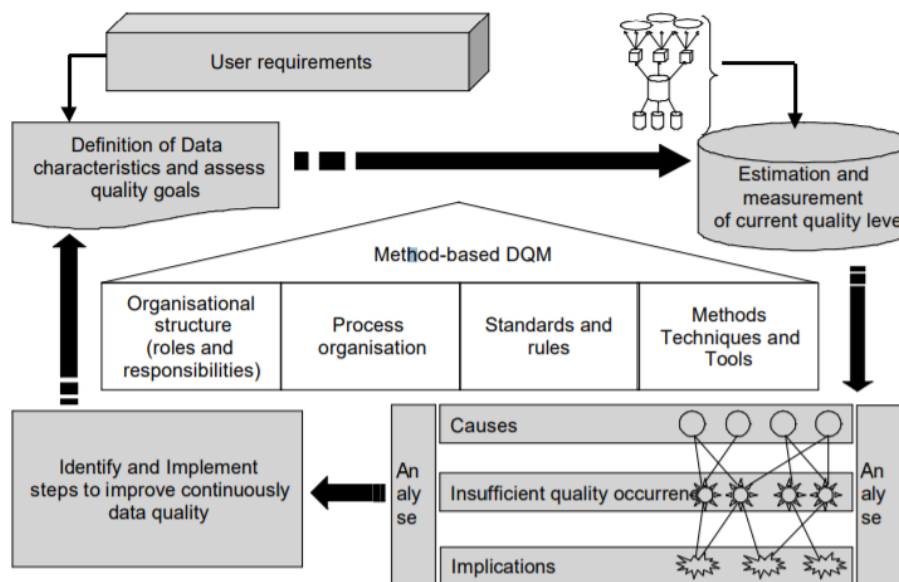 User requirements
Definition of Data
characteristics and assess
quality goals
Estimation and
measurement
of current quality level
Method-based DQM
Organisational
structure
(roles and
responsibilities)
Process
organisation
Standards and
rules
Methods
Techniques and
Tools
Identify and Implement
steps to improve continuously
data quality
An
aly
se
Causes
Insufficient quality occurrenc
Implications
An
aly
se